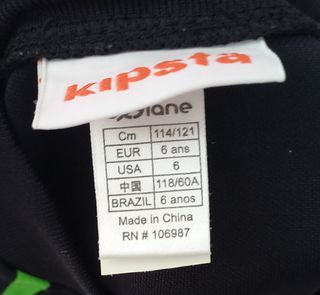 Kipsta
Cm 114/121
EUR 6 ans
USA 6
中国 118/60A
BRAZIL 6 anos
Made in China
RN # 106987